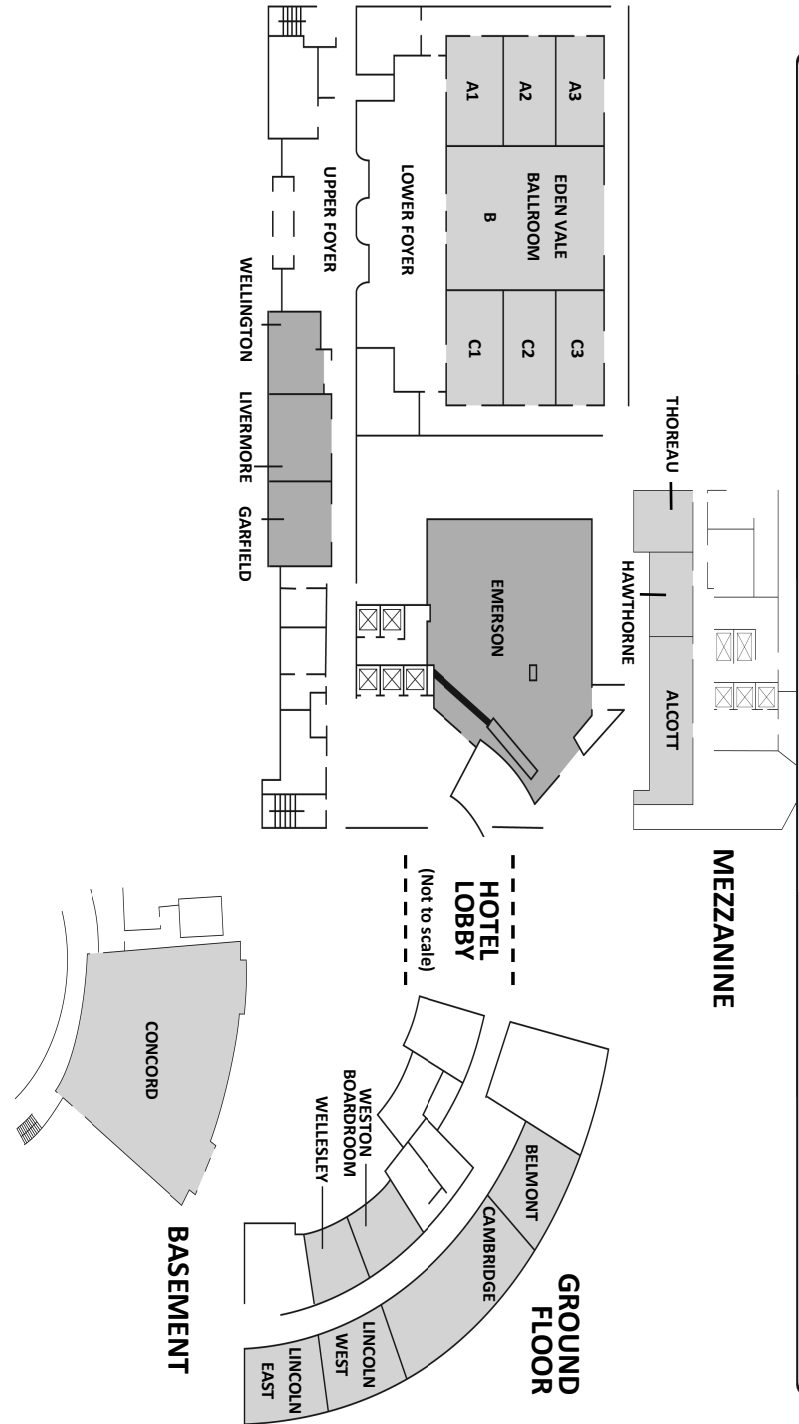 MEZZANINE
THOREAU
HAWTHORNE
ALCOTT
A3
A2
A1
EDEN VALE
BALLROOM
B
C3
C2
C1
LOWER FOYER
UPPER FOYER
WELLINGTON
LIVERMORE
GARFIELD
EMERSON
HOTEL
LOBBY
(Not to scale)
GROUND
FLOOR
BELMONT
CAMBRIDGE
WESTON
BOARDROOM
WELLESLEY
LINCOLN
WEST
LINCOLN
EAST
CONCORD
BASEMENT